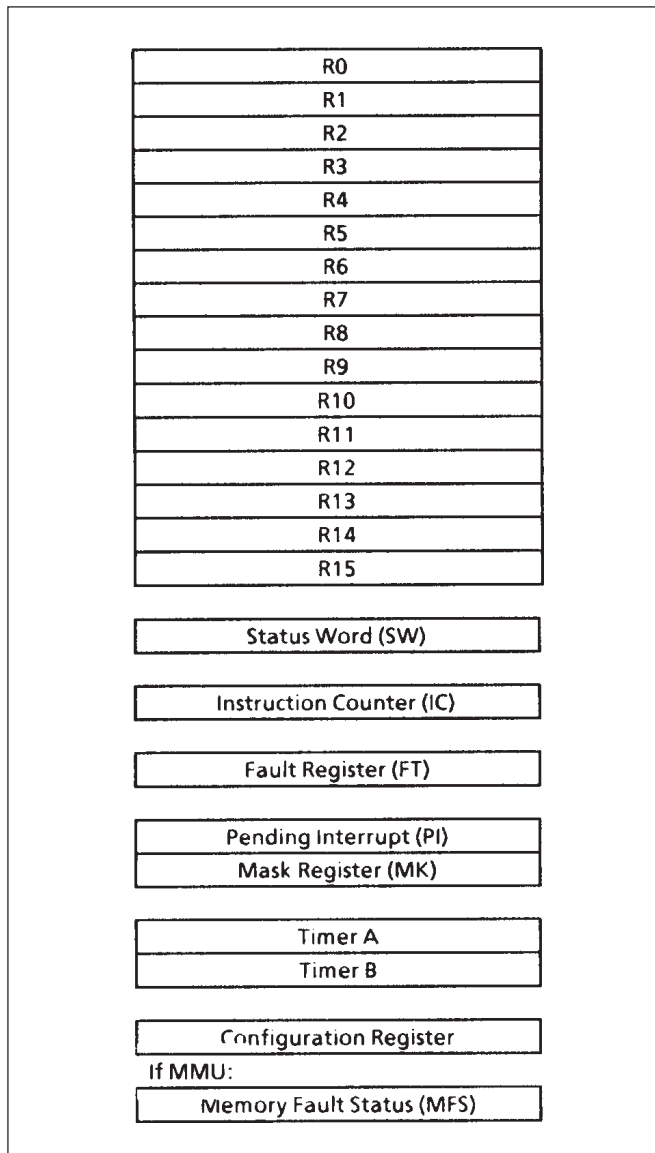 R0
R1
R2
R3
R4
R5
R6
R7
R8
R9
R10
R11
R12
R13
R14
R15
Status Word (SW)
Instruction Counter (IC)
Fault Register (FT)
Pending Interrupt (PI)
Mask Register (MK)
Timer A
Timer B
Configuration Register
If MMU:
Memory Fault Status (MFS)